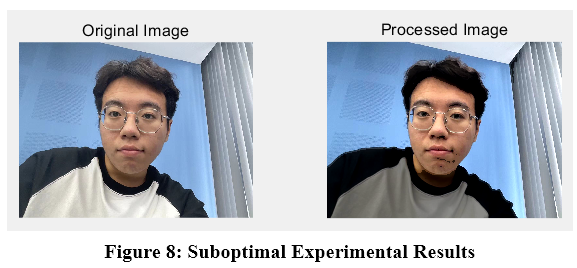 Original Image
Processed Image
Figure 8: Suboptimal Experimental Results